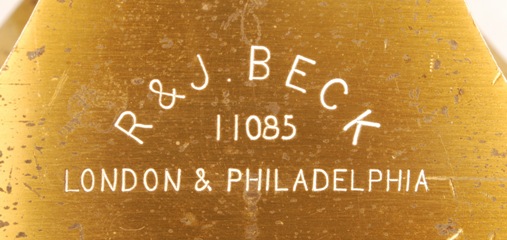 R & J. BECK
11085
LONDON & PHILADELPHIA